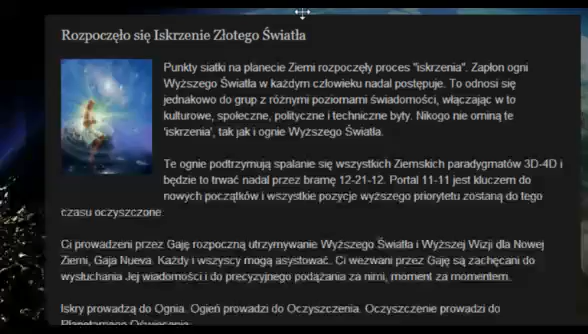 Rozpoczęło się Iskrzenie Złotego Światła
Punkty siatki na planecie Ziemi rozpoczęły proces "iskrzenia". Zapłon ogni
Wyższego Światła w każdym człowieku nadal postępuje. To odnosi się
jednakowo do grup z różnymi poziomami świadomości, włączając w to
kulturowe, społeczne, polityczne i techniczne byty. Nikogo nie ominą te
'iskrzenia', tak jak i ognie Wyższego Światła.
Te ognie podtrzymują spalanie się wszystkich Ziemskich paradygmatów 3D-4D i
będzie to trwać nadal przez bramę 12-21-12. Portal 11-11 jest kluczem do
nowych początków i wszystkie pozycje wyższego priorytetu zostaną do tego
czasu oczyszczone.
Ci prowadzeni przez Gaję rozpoczną utrzymywanie Wyższego Światła i Wyższej Wizji dla Nowej
Ziemi, Gaja Nueva. Każdy i wszyscy mogą asystować. Ci wezwani przez Gaję są zachęcani do
wysłuchania Jej wiadomości i do precyzyjnego podążania za nimi, moment za momentem.
Iskry prowadzą do Ognia. Ogień prowadzi do Oczyszczenia. Oczyszczenie prowadzi do
Planetarnego Oświecenia.